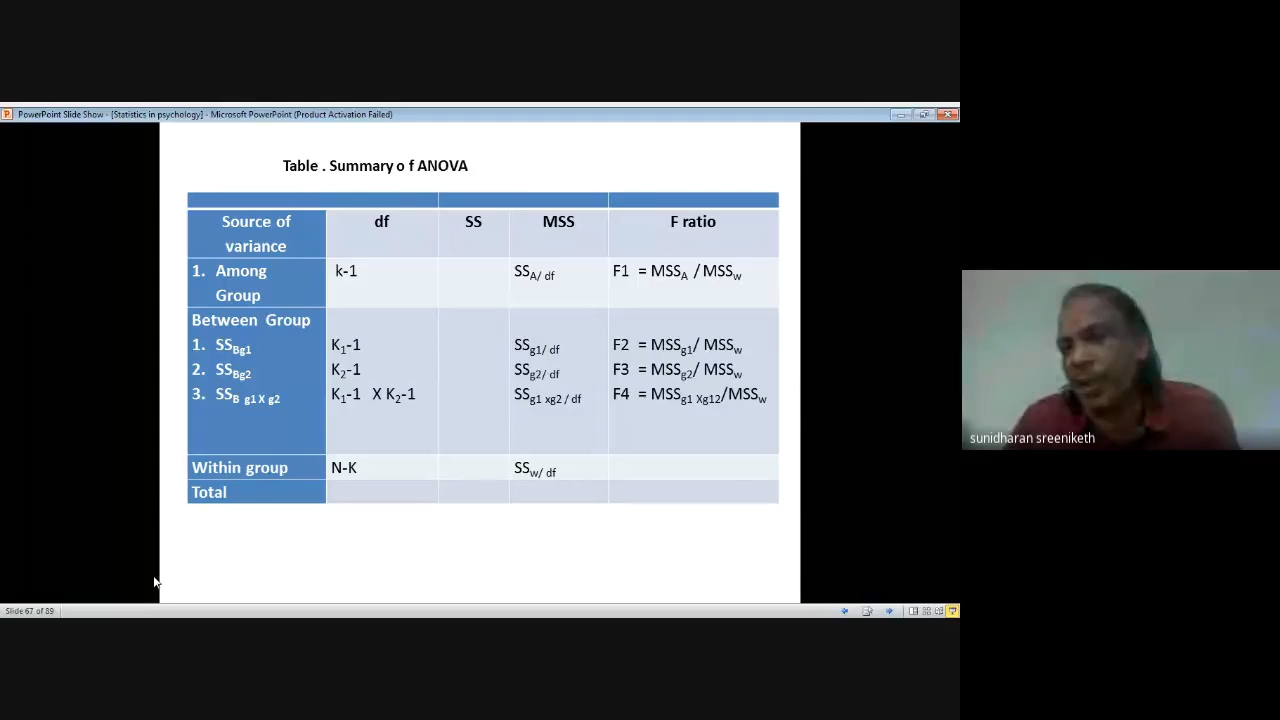 PowerPoint Slide Show - [Statistics in psychology] - Microsoft PowerPoint (Product Activation Failed)
Table . Summary o f ANOVA
Source of variance df SS MSS F ratio
1. Among Group k-1 SSA/ df F1 = MSSA / MSSw
Between Group
1. SSBg1 K1-1 SSg1/ df F2 = MSSg1/ MSSw
2. SSBg2 K2-1 SSg2/ df F3 = MSSg2/ MSSw
3. SSB g1 X g2 K1-1 X K2-1 SSg1 xg2 / df F4 = MSSg1 Xg12/MSSw
Within group N-K SSw/ df
Total
sunidharan sreeniketh
Slide 67 of 89